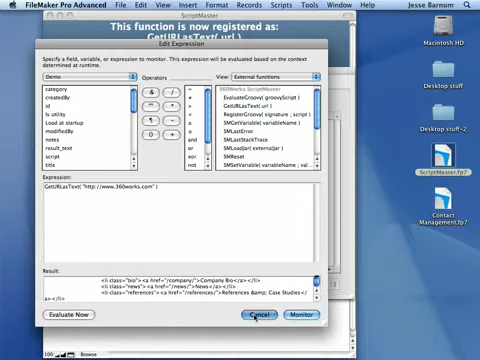 FileMaker Pro Advanced File Edit View Insert Format Records Scripts Tools Window Help Jesse Barnum
ScriptMaster
This function is now registered as:
GetURLasText( url )
Edit Expression
Specify a field, variable, or expression to monitor. This expression will be evaluated based on the context determined at runtime.
Demo
Operators
View: External functions
category
createdBy
id
Is utility
Load at startup
modifiedBy
notes
result_text
script
title
& /
"" *
¶ -
() +
=
≠
>
<
≤
and
or
xor
not
360Works ScriptMaster
EvaluateGroovy( groovyScript )
GetURLasText( url )
RegisterGroovy( signature ; script )
SMGetVariable( variableName )
SMLastError
SMLastStackTrace
SMLoadJar( externalJar )
SMReset
SMSetVariable( variableName ; val
Expression:
GetURLasText( "http://www.360works.com" )
Result:
<li class="bio"><a href="/company/">Company Bio</a></li>
<li class="news"><a href="/news/">News</a></li>
<li class="references"><a href="/references/">References &amp; Case Studies</
a></li>
Evaluate Now
Cancel
Monitor
100
Browse
Macintosh HD
Desktop stuff
Desktop stuff-2
ScriptMaster.fp7
Contact
Management.fp7